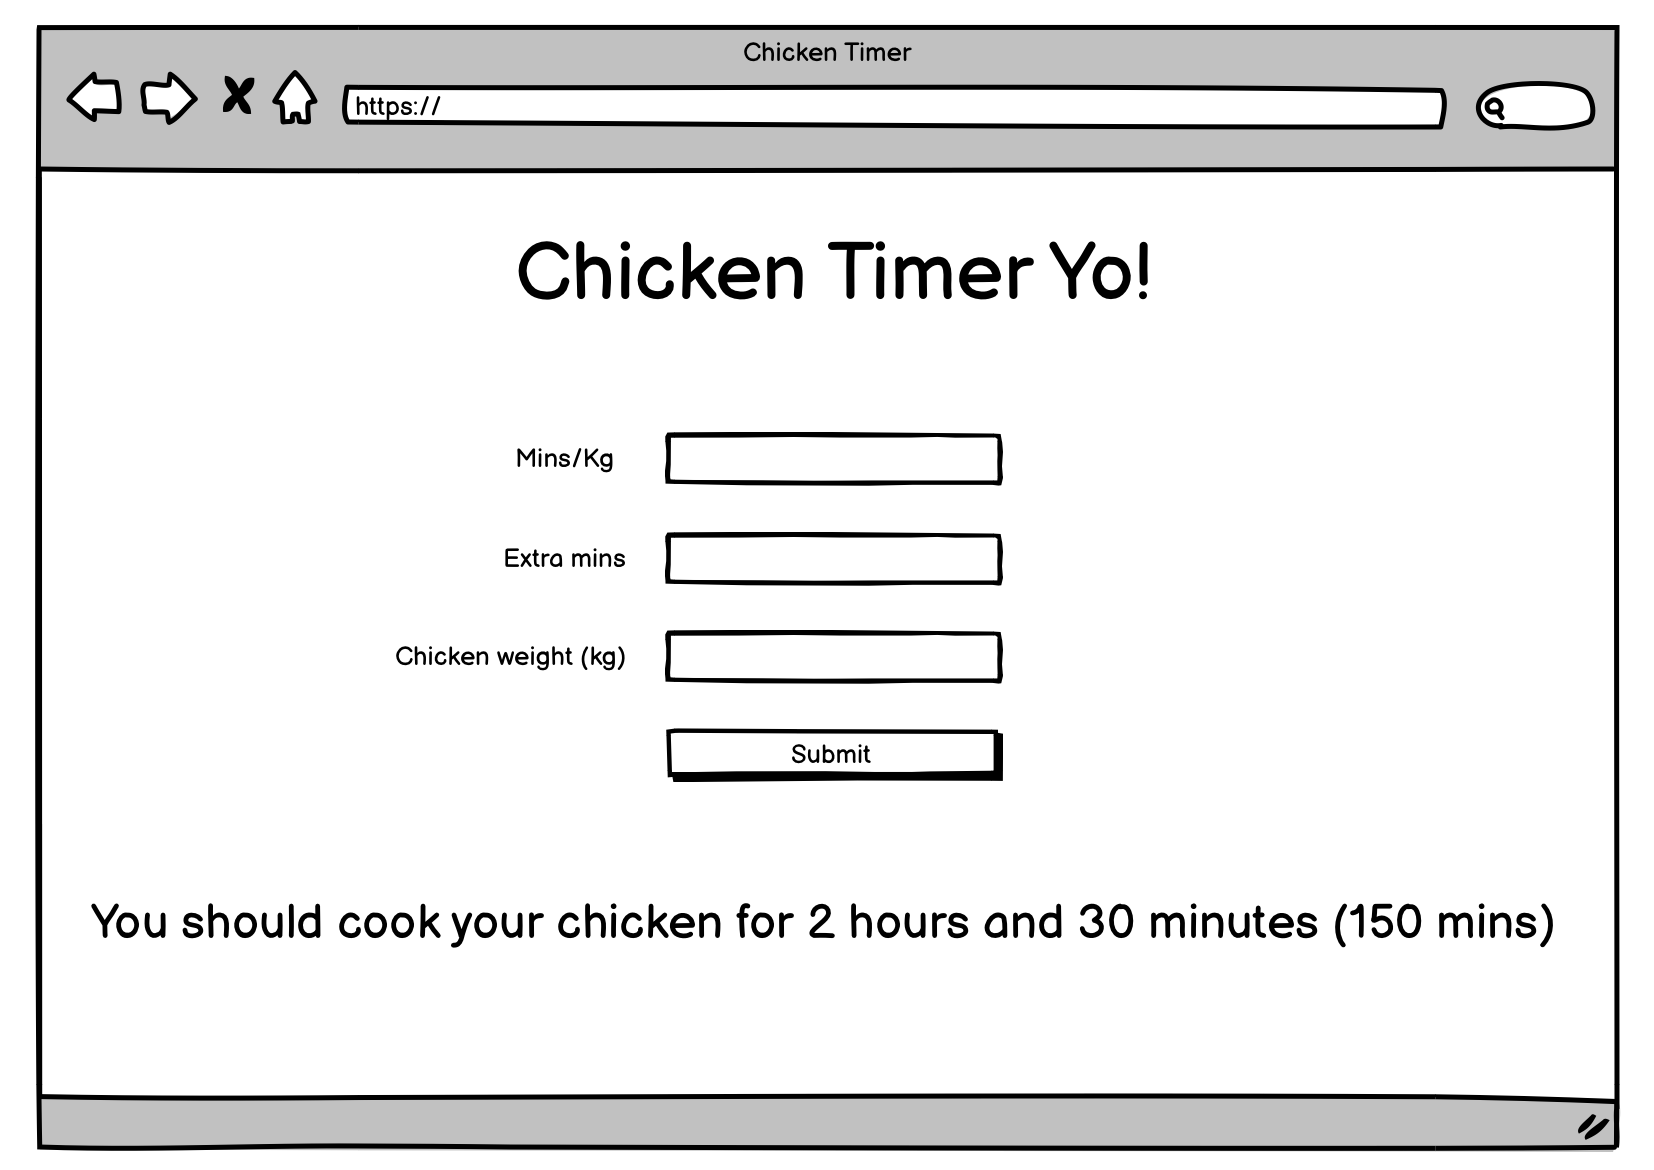 Chicken Timer
https://
Chicken Timer Yo!
Mins/Kg
Extra mins
Chicken weight (kg)
Submit
You should cook your chicken for 2 hours and 30 minutes (150 mins)